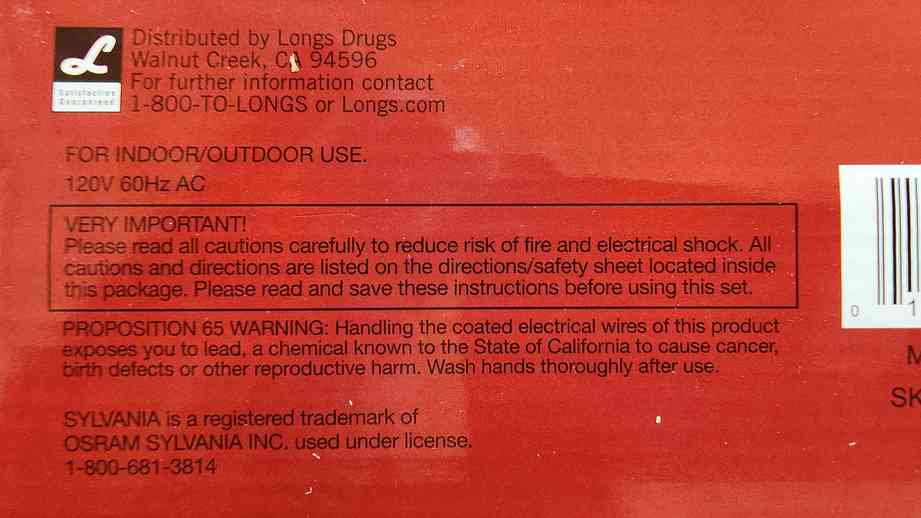 L
Distributed by Longs Drugs
Walnut Creek, CA 94596
For further information contact
1-800-TO-LONGS or Longs.com
Satisfaction
Guaranteed
FOR INDOOR/OUTDOOR USE.
120V 60Hz AC
VERY IMPORTANT!
Please read all cautions carefully to reduce risk of fire and electrical shock. All
cautions and directions are listed on the directions/safety sheet located inside
this package. Please read and save these instructions before using this set.
PROPOSITION 65 WARNING: Handling the coated electrical wires of this product
exposes you to lead, a chemical known to the State of California to cause cancer,
birth defects or other reproductive harm. Wash hands thoroughly after use.
SYLVANIA is a registered trademark of
OSRAM SYLVANIA INC. used under license.
1-800-681-3814
0 1
M
SK